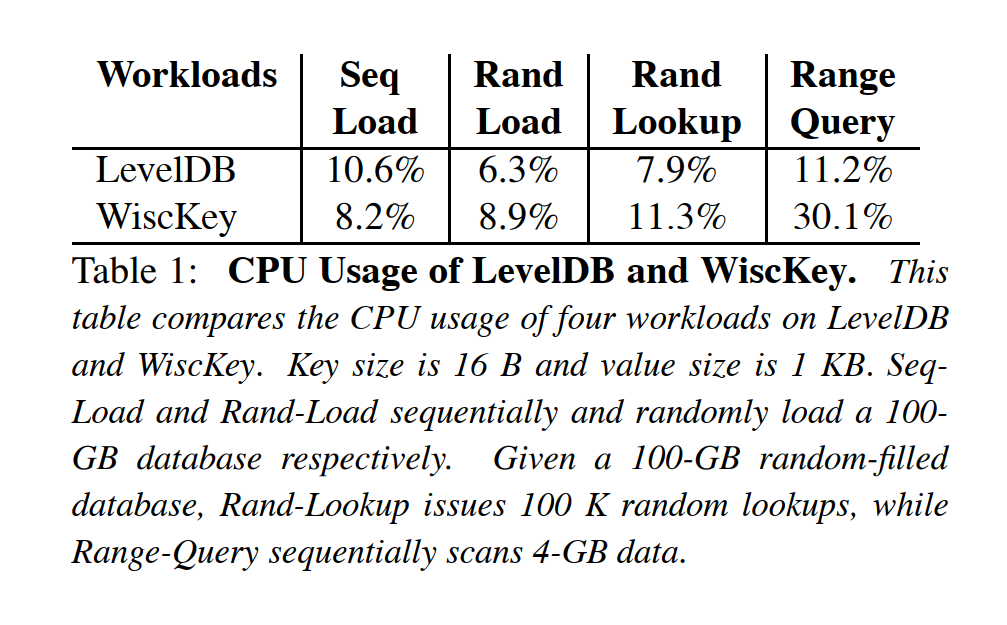 Workloads Seq Rand Rand Range
Load Load Lookup Query
LevelDB 10.6% 6.3% 7.9% 11.2%
WiscKey 8.2% 8.9% 11.3% 30.1%
Table 1: CPU Usage of LevelDB and WiscKey. This
table compares the CPU usage of four workloads on LevelDB
and WiscKey. Key size is 16 B and value size is 1 KB. Seq-
Load and Rand-Load sequentially and randomly load a 100-
GB database respectively. Given a 100-GB random-filled
database, Rand-Lookup issues 100 K random lookups, while
Range-Query sequentially scans 4-GB data.